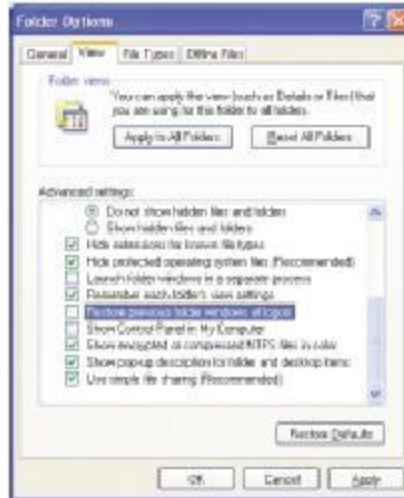 Folder Options
General View File Types Offline Files
Folder views
You can apply the view (such as Details or Tiles) that
you are using for this folder to all folders.
Apply to All Folders Reset All Folders
Advanced settings:
Do not show hidden files and folders
Show hidden files and folders
Hide extensions for known file types
Hide protected operating system files (Recommended)
Launch folder windows in a separate process
Remember each folder's view settings
Restore previous folder windows at logon
Show Control Panel in My Computer
Show encrypted or compressed NTFS files in color
Show pop-up description for folder and desktop items
Use simple file sharing (Recommended)
Restore Defaults
OK Cancel Apply